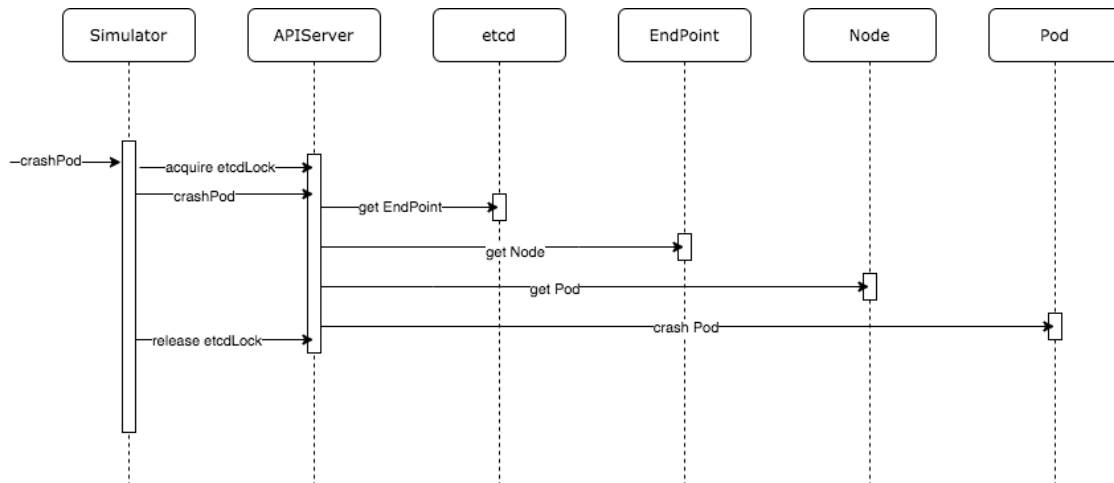 Simulator
APIServer
etcd
EndPoint
Node
Pod
crashPod
acquire etcdLock
crashPod
get EndPoint
get Node
get Pod
crash Pod
release etcdLock